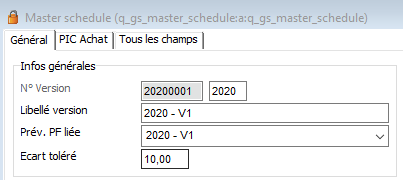 Master schedule (q_gs_master_schedule:a:q_gs_master_schedule)
Général PIC Achat Tous les champs
Infos générales
N° Version 20200001 2020
Libellé version 2020 - V1
Prév. PF liée 2020 - V1
Ecart toléré 10,00